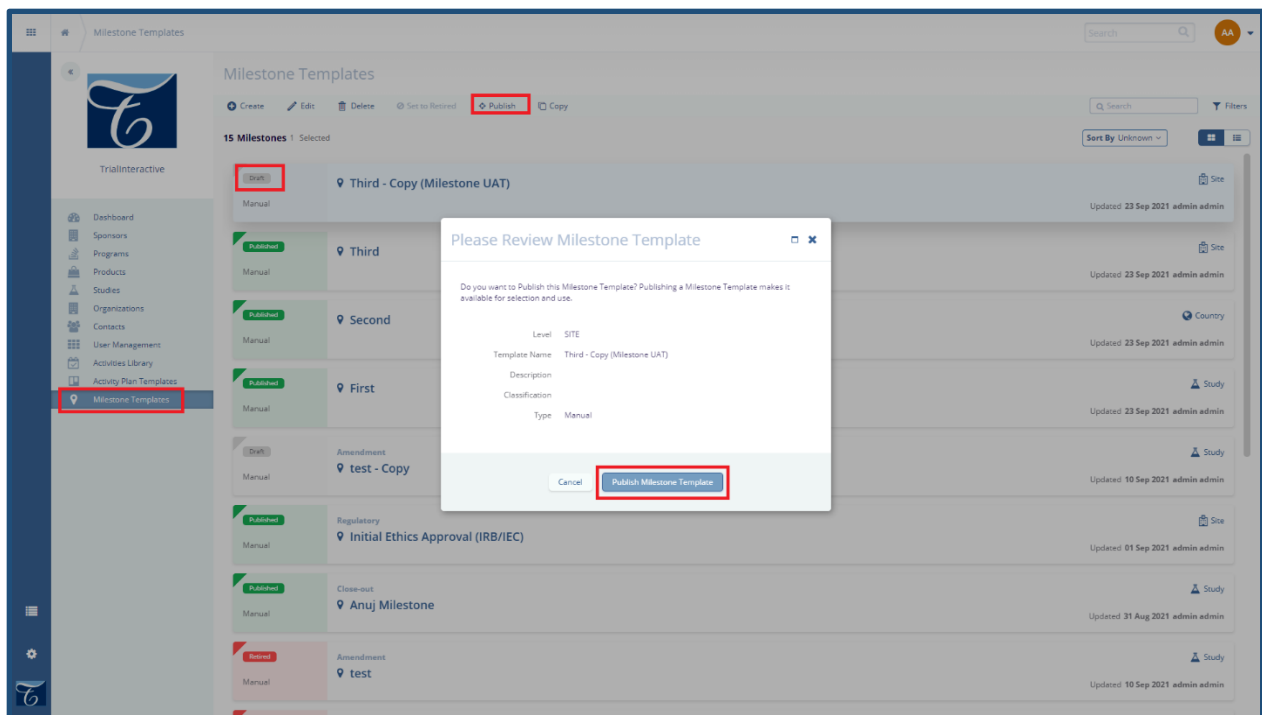 Milestone Templates
Search
AA
TrialInteractive
Dashboard
Sponsors
Programs
Products
Studies
Organizations
Contacts
User Management
Activities Library
Activity Plan Templates
Milestone Templates
Milestone Templates
Create Edit Delete Set to Retired Publish Copy
Search Filters
15 Milestones 1 Selected
Sort By Unknown
Draft
Manual
Third - Copy (Milestone UAT)
Site
Updated 23 Sep 2021 admin admin
Published
Manual
Third
Site
Updated 23 Sep 2021 admin admin
Published
Manual
Second
Country
Updated 23 Sep 2021 admin admin
Published
Manual
First
Study
Updated 23 Sep 2021 admin admin
Draft
Manual
Amendment
test - Copy
Study
Updated 10 Sep 2021 admin admin
Published
Manual
Regulatory
Initial Ethics Approval (IRB/IEC)
Site
Updated 01 Sep 2021 admin admin
Published
Manual
Close-out
Anuj Milestone
Study
Updated 31 Aug 2021 admin admin
Retired
Manual
Amendment
test
Study
Updated 10 Sep 2021 admin admin
Please Review Milestone Template
Do you want to Publish this Milestone Template? Publishing a Milestone Template makes it
available for selection and use.
Level SITE
Template Name Third - Copy (Milestone UAT)
Description
Classification
Type Manual
Cancel Publish Milestone Template